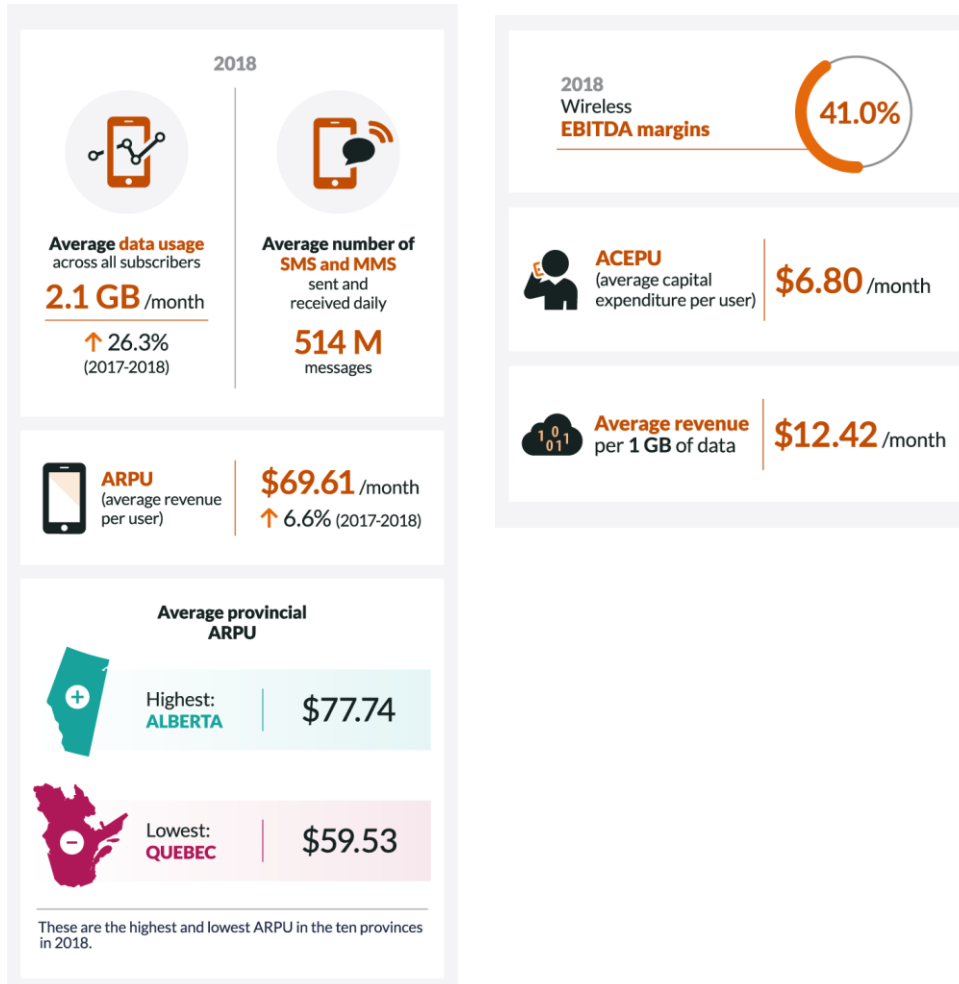 2018
Average data usage
across all subscribers
2.1 GB /month
↑ 26.3%
(2017-2018)
Average number of
SMS and MMS
sent and
received daily
514 M
messages
ARPU
(average revenue
per user)
$69.61 /month
↑ 6.6% (2017-2018)
Average provincial
ARPU
Highest:
ALBERTA
$77.74
Lowest:
QUEBEC
$59.53
These are the highest and lowest ARPU in the ten provinces
in 2018.
2018
Wireless
EBITDA margins
41.0%
ACEPU
(average capital
expenditure per user)
$6.80 /month
1 0 1
01
Average revenue
per 1 GB of data
$12.42 /month